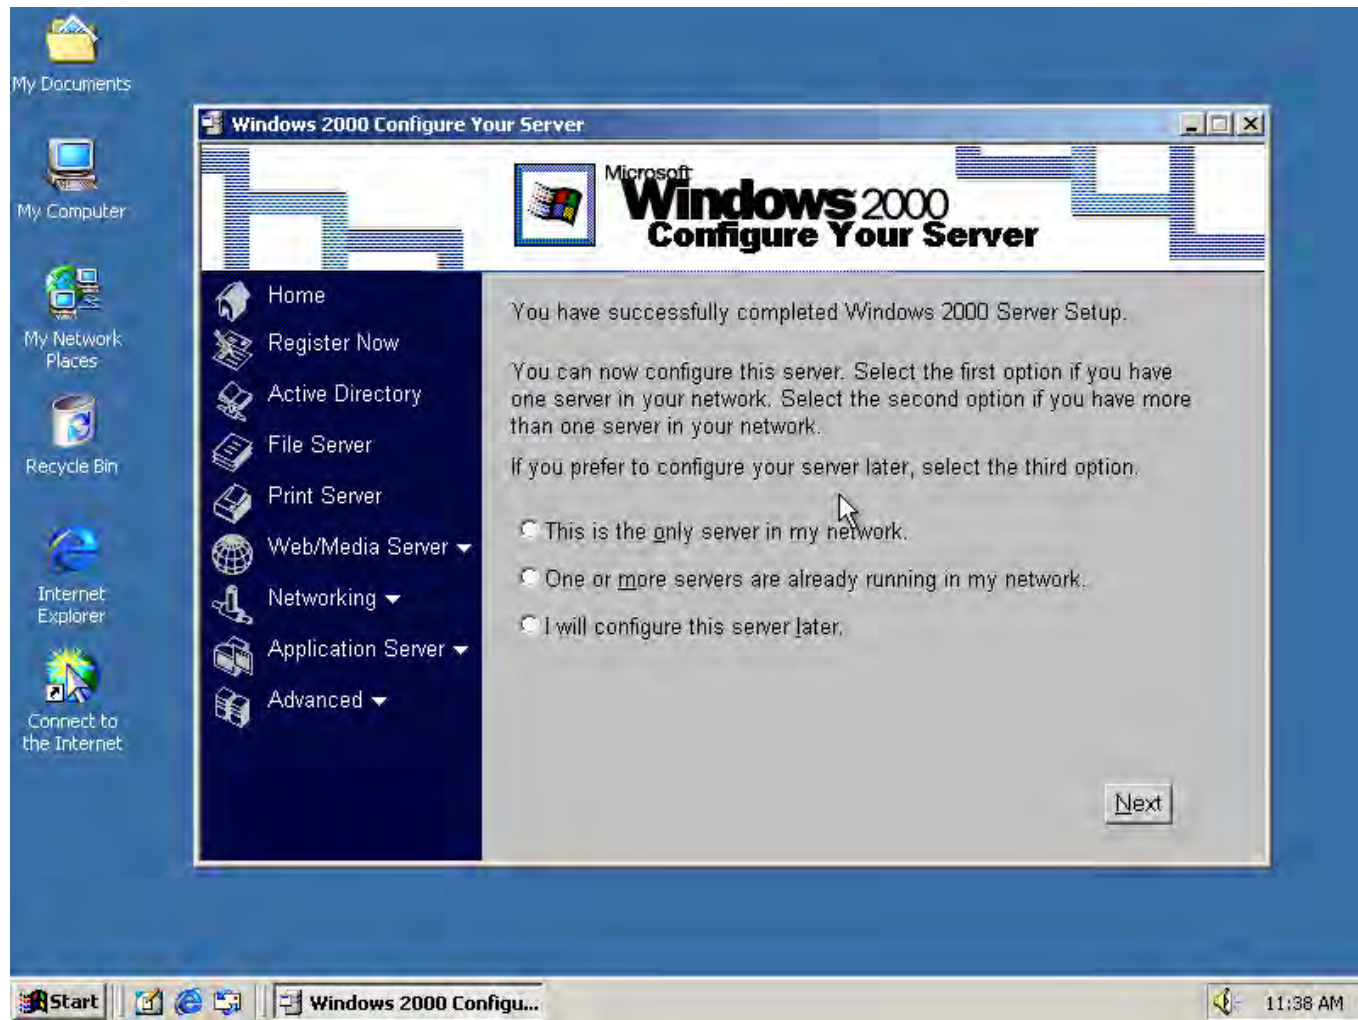 My Documents
My Computer
My Network
Places
Recycle Bin
Internet
Explorer
Connect to
the Internet
Windows 2000 Configure Your Server
Microsoft
Windows 2000
Configure Your Server
Home
Register Now
Active Directory
File Server
Print Server
Web/Media Server
Networking
Application Server
Advanced
You have successfully completed Windows 2000 Server Setup.
You can now configure this server. Select the first option if you have
one server in your network. Select the second option if you have more
than one server in your network.
If you prefer to configure your server later, select the third option.
This is the only server in my network.
One or more servers are already running in my network.
I will configure this server later.
Next
Start
Windows 2000 Configu...
11:38 AM